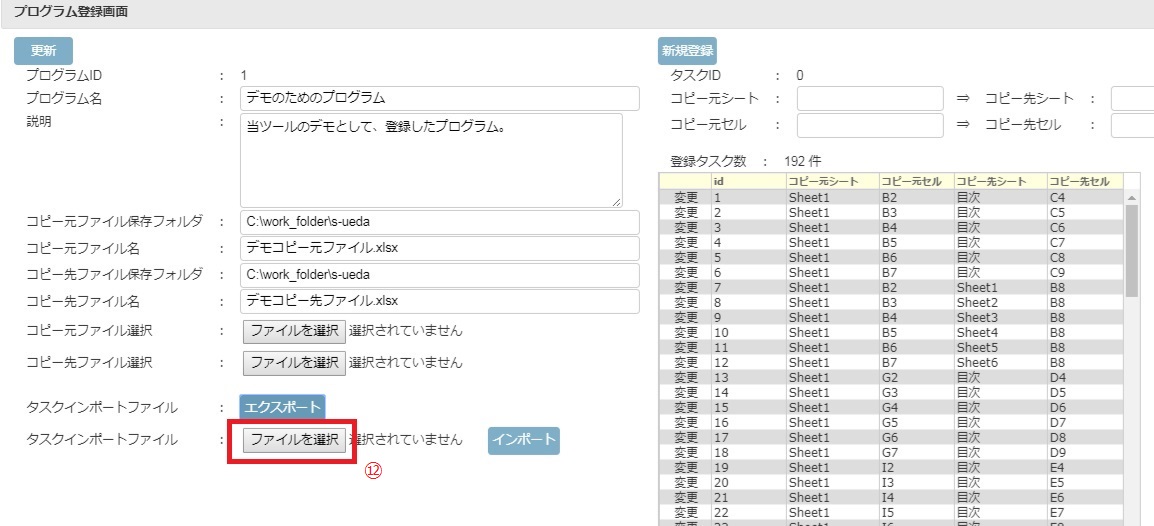 プログラム登録画面
更新
プログラムID : 1
プログラム名 : デモのためのプログラム
説明 : 当ツールのデモとして、登録したプログラム。
コピー元ファイル保存フォルダ : C:\work_folder\s-ueda
コピー元ファイル名 : デモコピー元ファイル.xlsx
コピー先ファイル保存フォルダ : C:\work_folder\s-ueda
コピー先ファイル名 : デモコピー先ファイル.xlsx
コピー元ファイル選択 : ファイルを選択 選択されていません
コピー先ファイル選択 : ファイルを選択 選択されていません
タスクインポートファイル : エクスポート
タスクインポートファイル : ファイルを選択 選択されていません インポート
⑫
新規登録
タスクID : 0
コピー元シート : ⇒ コピー先シート :
コピー元セル : ⇒ コピー先セル :
登録タスク数 : 192 件
id コピー元シート コピー元セル コピー先シート コピー先セル
変更 1 Sheet1 B2 目次 C4
変更 2 Sheet1 B3 目次 C5
変更 3 Sheet1 B4 目次 C6
変更 4 Sheet1 B5 目次 C7
変更 5 Sheet1 B6 目次 C8
変更 6 Sheet1 B7 目次 C9
変更 7 Sheet1 B2 Sheet1 B8
変更 8 Sheet1 B3 Sheet2 B8
変更 9 Sheet1 B4 Sheet3 B8
変更 10 Sheet1 B5 Sheet4 B8
変更 11 Sheet1 B6 Sheet5 B8
変更 12 Sheet1 B7 Sheet6 B8
変更 13 Sheet1 G2 目次 D4
変更 14 Sheet1 G3 目次 D5
変更 15 Sheet1 G4 目次 D6
変更 16 Sheet1 G5 目次 D7
変更 17 Sheet1 G6 目次 D8
変更 18 Sheet1 G7 目次 D9
変更 19 Sheet1 I2 目次 E4
変更 20 Sheet1 I3 目次 E5
変更 21 Sheet1 I4 目次 E6
変更 22 Sheet1 I5 目次 E7